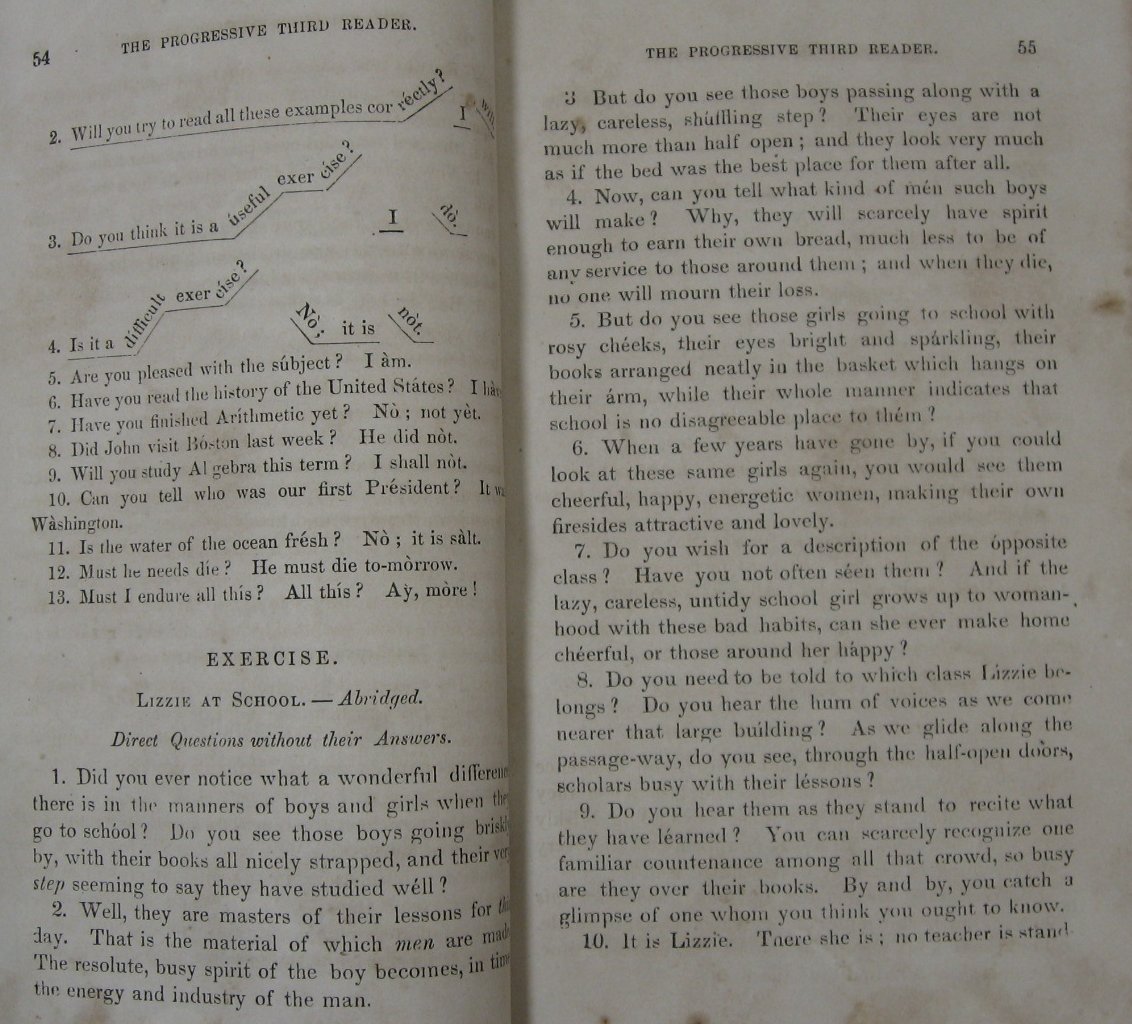 54
THE PROGRESSIVE THIRD READER.
2. Will you try to read all these examples cor réctly? I will.
3. Do you think it is a úseful exer císe? I dò.
4. Is it a difficult exer císe? Nò; it is nòt.
5. Are you pleased with the súbject? I àm.
6. Have you read the history of the United Státes? I
7. Have you finished Aríthmetic yet? Nò; not yèt.
8. Did John visit Bóston last week? He did nòt.
9. Will you study Al gebra this term? I shall nòt.
10. Can you tell who was our first Président? It
Wàshington.
11. Is the water of the ocean frésh? Nò; it is sàlt.
12. Must he needs díe? He must die to-mòrrow.
13. Must I endure all thís? All thís? Aỳ, mòre!
EXERCISE.
LIZZIE AT SCHOOL. — Abridged.
Direct Questions without their Answers.
1. Did you ever notice what a wonderful differenc
there is in the manners of boys and girls when the
go to schóol? Do you see those boys going briskl
by, with their books all nicely strapped, and their ver
step seeming to say they have studied wéll?
2. Well, they are masters of their lessons for th
day. That is the material of which men are mad
The resolute, busy spirit of the boy becomes, in tim
the energy and industry of the man.
THE PROGRESSIVE THIRD READER.
55
3 But do you see those boys passing along with a
lazy, careless, shúffling step? Their eyes are not
much more than half open; and they look very much
as if the bed was the best place for them after all.
4. Now, can you tell what kind of mén such boys
will make? Why, they will scarcely have spirit
enough to earn their own bread, much less to be of
any service to those around them; and when they die,
no one will mourn their loss.
5. But do you see those girls going to school with
rosy chéeks, their eyes bright and spárkling, their
books arranged neatly in the basket which hangs on
their árm, while their whole manner indicates that
school is no disagreeable place to thém?
6. When a few years have gone by, if you could
look at these same girls again, you would see them
cheerful, happy, energetic women, making their own
firesides attractive and lovely.
7. Do you wish for a description of the ópposite
class? Have you not often séen them? And if the
lazy, careless, untidy school girl grows up to woman-
hood with these bad habits, can she ever make home
chéerful, or those around her háppy?
8. Do you need to be told to which class Lízzie be-
longs? Do you hear the hum of voices as we come
nearer that large buílding? As we glide along the
passage-way, do you see, through the half-open doors,
scholars busy with their léssons?
9. Do you hear them as they stand to recite what
they have léarned? You can scarcely recognize one
familiar countenance among all that crowd, so busy
are they over their books. By and by, you catch a
glimpse of one whom you think you ought to know.
10. It is Lizzie. There she is; no teacher is stand-